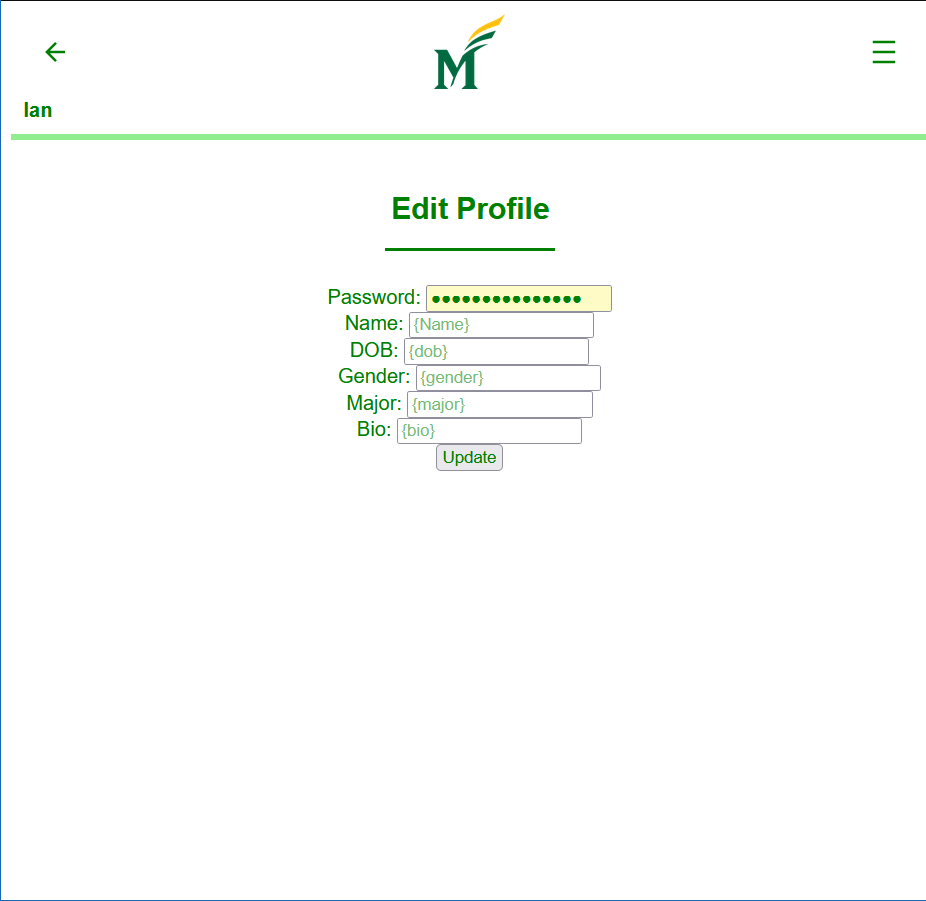 M
Ian
Edit Profile
Password: ●●●●●●●●●●●●●●●
Name: {Name}
DOB: {dob}
Gender: {gender}
Major: {major}
Bio: {bio}
Update